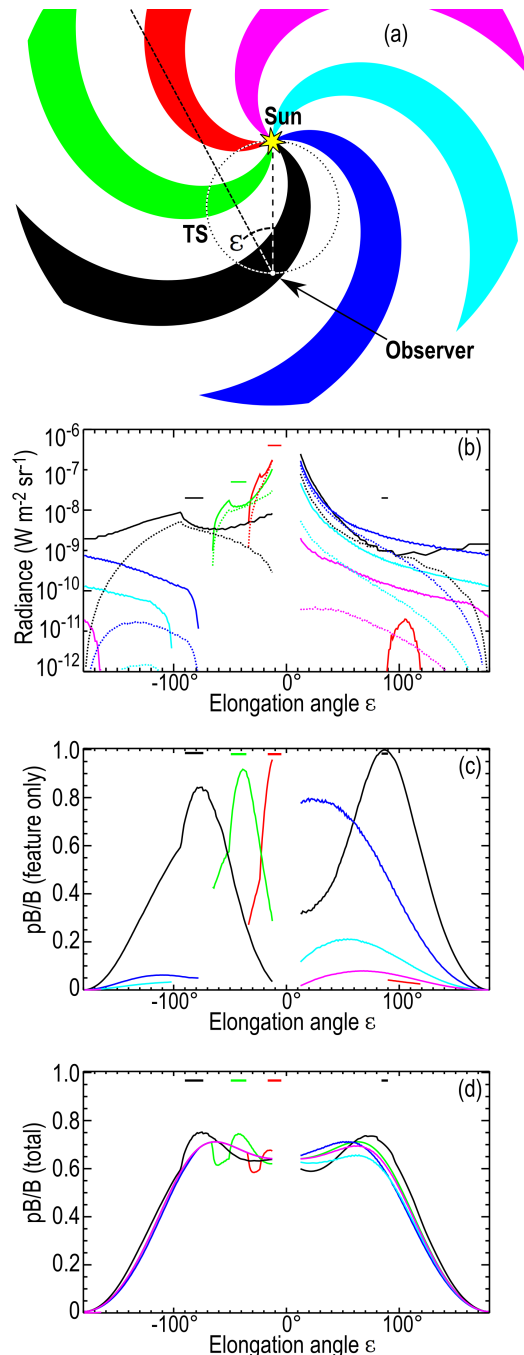 (a)
Sun
TS
ε
Observer
(b)
10-6
10-7
10-8
10-9
10-10
10-11
10-12
Radiance (W m-2 sr-1)
-100° 0° 100°
Elongation angle ε
(c)
1.0
0.8
0.6
0.4
0.2
0
pB/B (feature only)
-100° 0° 100°
Elongation angle ε
(d)
1.0
0.8
0.6
0.4
0.2
0
pB/B (total)
-100° 0° 100°
Elongation angle ε